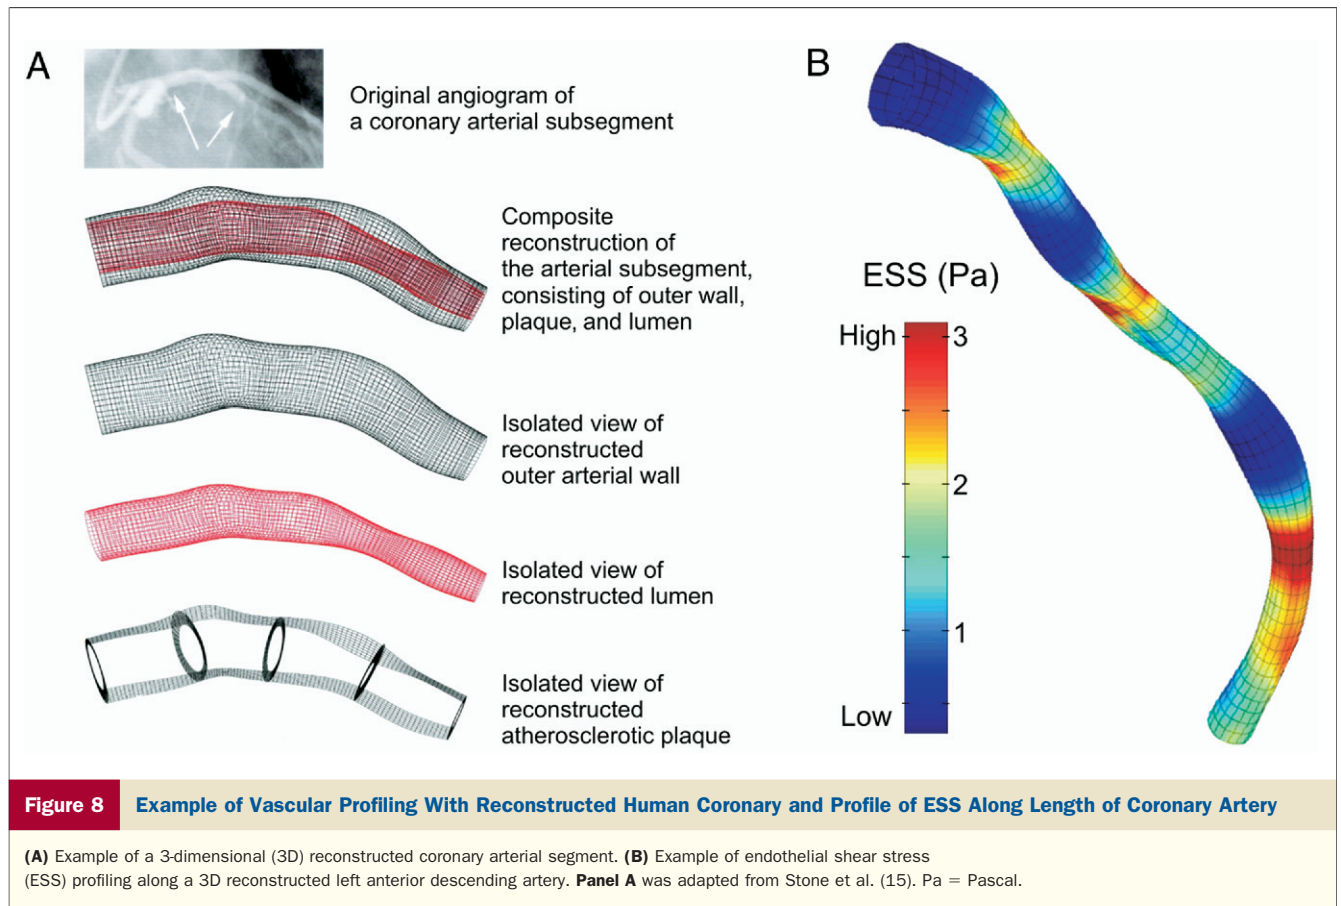 A
Original angiogram of
a coronary arterial subsegment
Composite
reconstruction of
the arterial subsegment,
consisting of outer wall,
plaque, and lumen
Isolated view of
reconstructed
outer arterial wall
Isolated view of
reconstructed lumen
Isolated view of
reconstructed
atherosclerotic plaque
B
ESS (Pa)
High
3
2
1
Low
Figure 8
Example of Vascular Profiling With Reconstructed Human Coronary and Profile of ESS Along Length of Coronary Artery
(A) Example of a 3-dimensional (3D) reconstructed coronary arterial segment. (B) Example of endothelial shear stress
(ESS) profiling along a 3D reconstructed left anterior descending artery. Panel A was adapted from Stone et al. (15). Pa = Pascal.